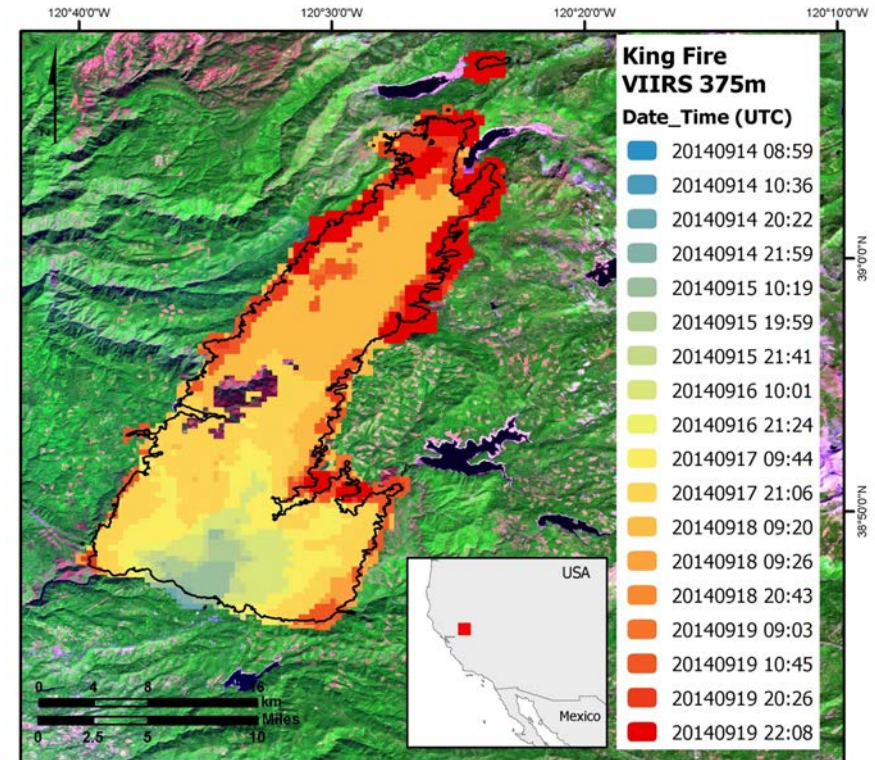 120°40'0"W
120°30'0"W
120°20'0"W
120°10'0"W
King Fire
VIIRS 375m
Date_Time (UTC)
20140914 08:59
20140914 10:36
20140914 20:22
20140914 21:59
20140915 10:19
20140915 19:59
20140915 21:41
20140916 10:01
20140916 21:24
20140917 09:44
20140917 21:06
20140918 09:20
20140918 09:26
20140918 20:43
20140919 09:03
20140919 10:45
20140919 20:26
20140919 22:08
39°0'0"N
38°50'0"N
USA
Mexico
0 4 8 16
km
Miles
0 2.5 5 10